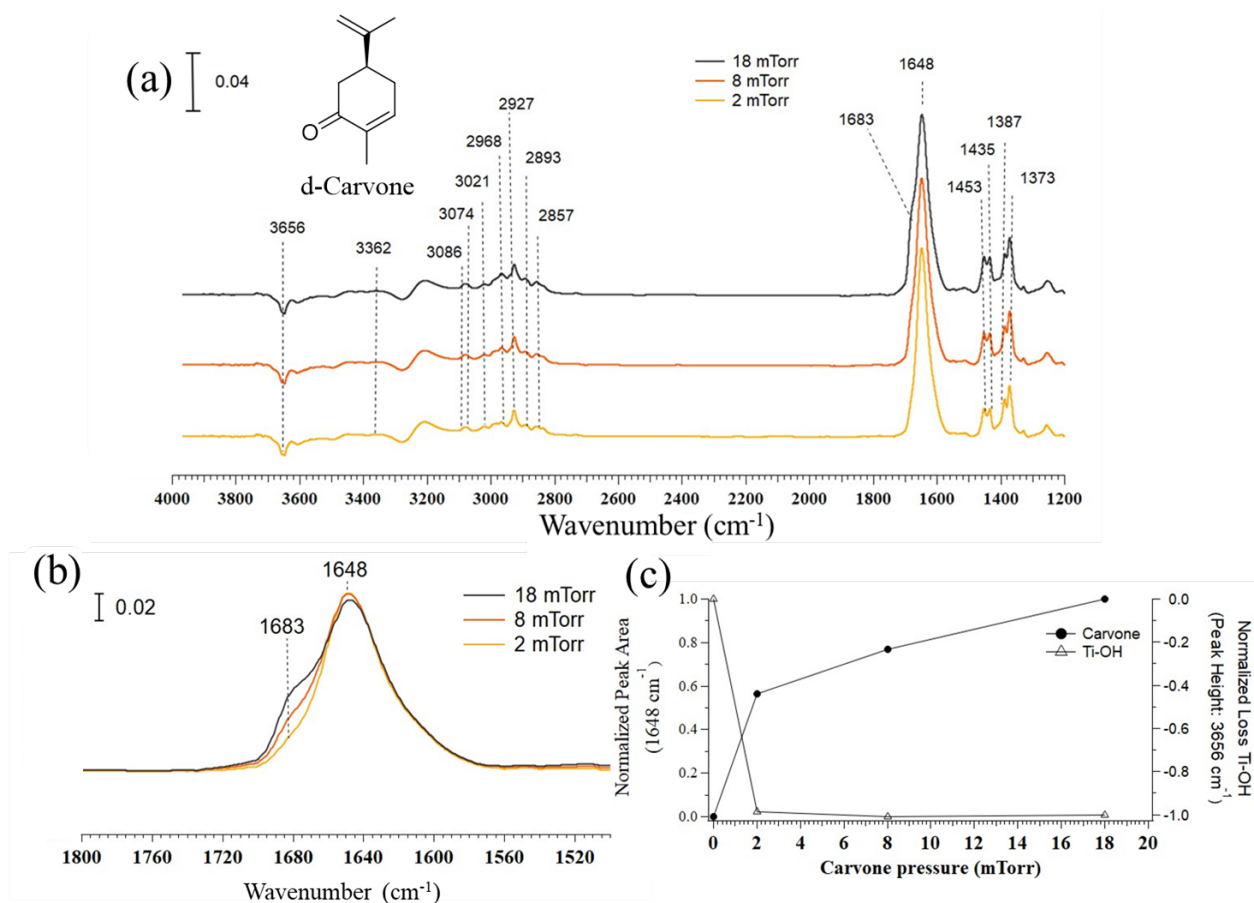 (a)
0.04
O
d-Carvone
18 mTorr
8 mTorr
2 mTorr
3656
3362
3086
3074
3021
2968
2927
2893
2857
1683
1648
1453
1435
1387
1373
4000 3800 3600 3400 3200 3000 2800 2600 2400 2200 2000 1800 1600 1400 1200
Wavenumber (cm-1)
(b)
0.02
1683
1648
18 mTorr
8 mTorr
2 mTorr
1800 1760 1720 1680 1640 1600 1560 1520
Wavenumber (cm-1)
(c)
Normalized Peak Area
(1648 cm-1)
1.0
0.8
0.6
0.4
0.2
0.0
Carvone
Ti-OH
0.0
-0.2
-0.4
-0.6
-0.8
-1.0
Normalized Loss Ti-OH
(Peak Height: 3656 cm-1)
0 2 4 6 8 10 12 14 16 18 20
Carvone pressure (mTorr)